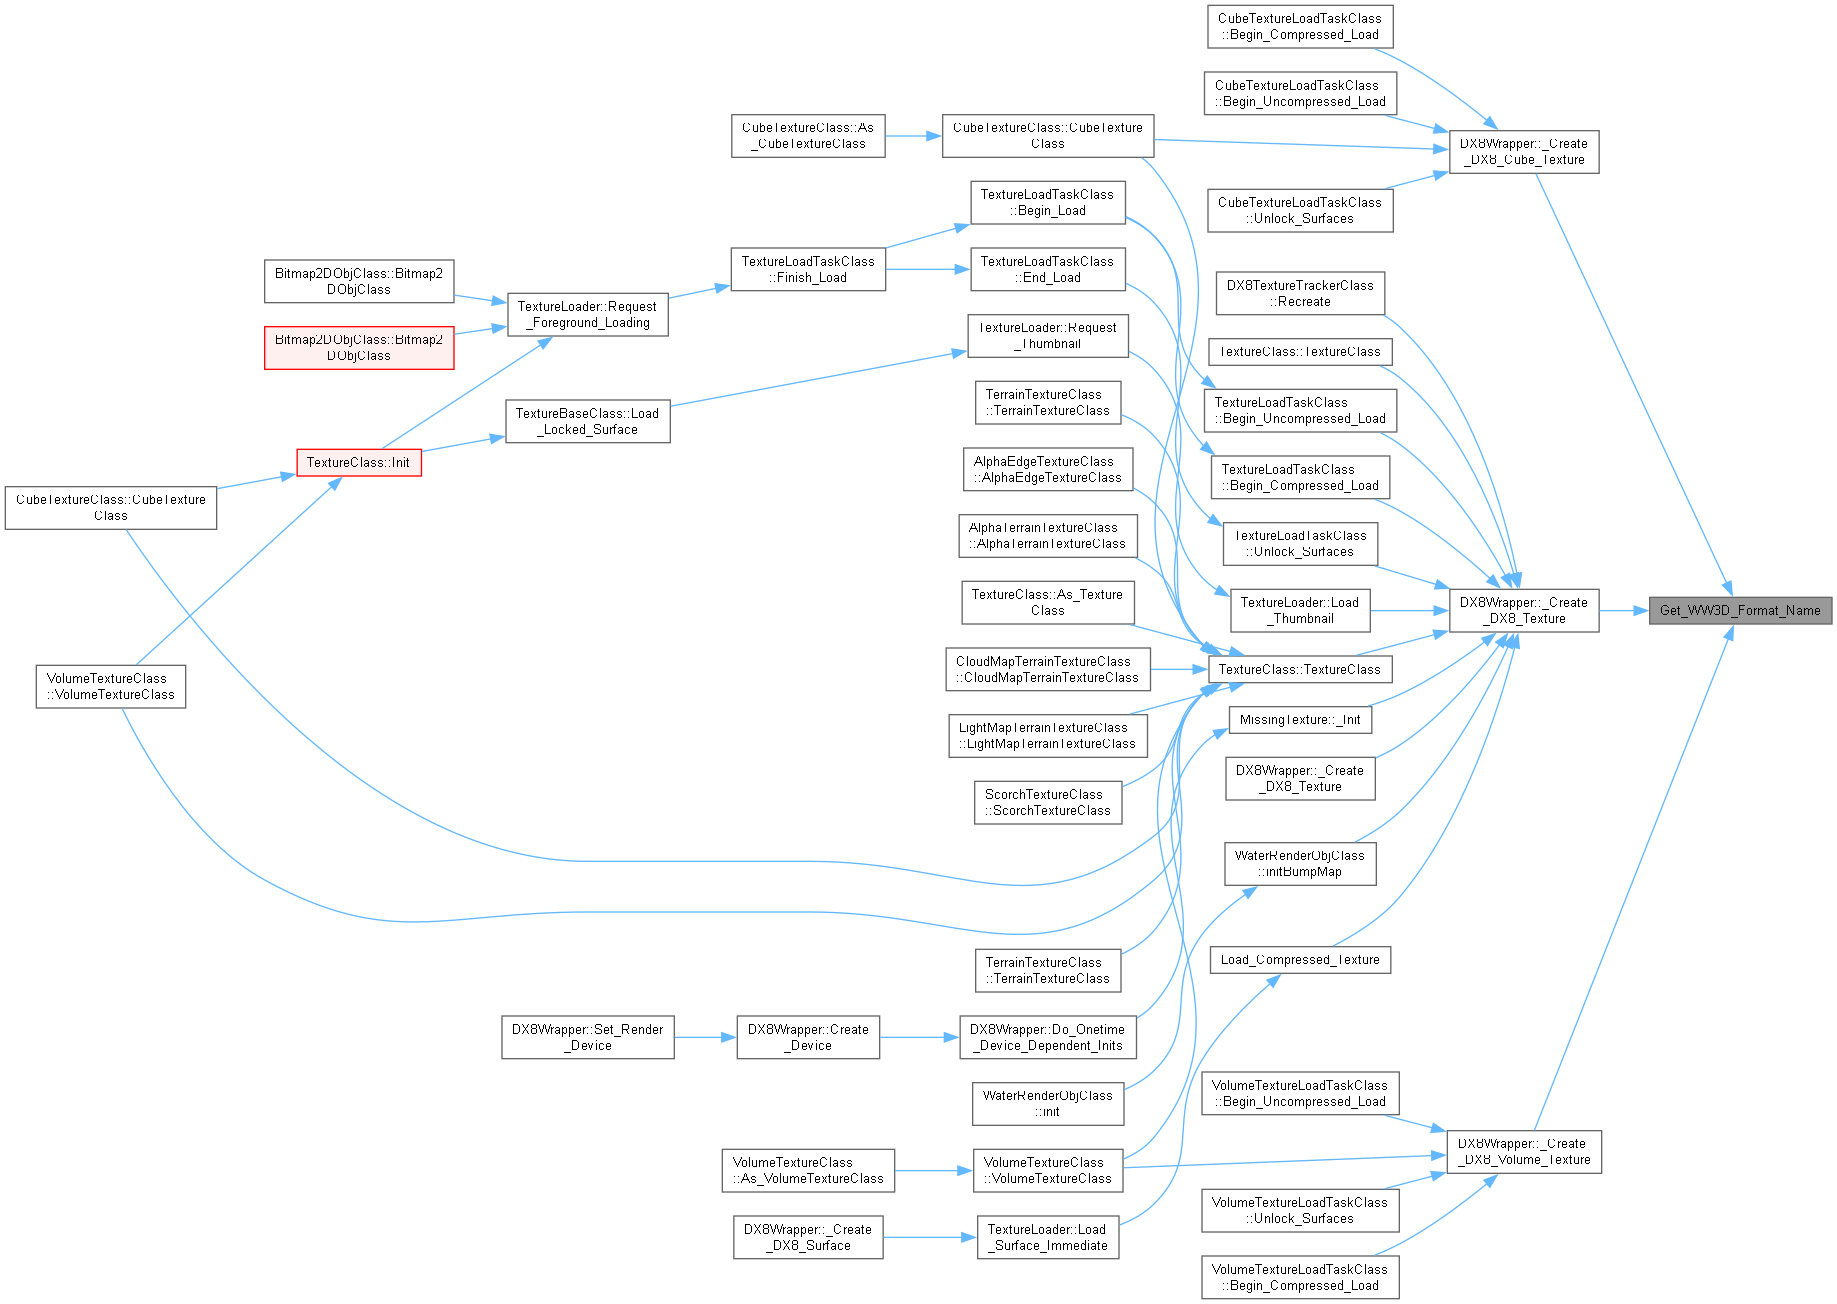 CubeTextureLoadTaskClass
::Begin_Compressed_Load
CubeTextureLoadTaskClass
::Begin_Uncompressed_Load
CubeTextureClass::As
_CubeTextureClass
CubeTextureClass::CubeTexture
Class
DX8Wrapper::_Create
_DX8_Cube_Texture
TextureLoadTaskClass
::Begin_Load
CubeTextureLoadTaskClass
::Unlock_Surfaces
Bitmap2DObjClass::Bitmap2
DObjClass
TextureLoadTaskClass
::Finish_Load
TextureLoadTaskClass
::End_Load
DX8TextureTrackerClass
::Recreate
TextureLoader::Request
_Foreground_Loading
Bitmap2DObjClass::Bitmap2
DObjClass
TextureLoader::Request
_Thumbnail
TextureClass::TextureClass
TerrainTextureClass
::TerrainTextureClass
TextureLoadTaskClass
::Begin_Uncompressed_Load
TextureBaseClass::Load
_Locked_Surface
TextureClass::Init
AlphaEdgeTextureClass
::AlphaEdgeTextureClass
TextureLoadTaskClass
::Begin_Compressed_Load
CubeTextureClass::CubeTexture
Class
AlphaTerrainTextureClass
::AlphaTerrainTextureClass
TextureLoadTaskClass
::Unlock_Surfaces
TextureClass::As_Texture
Class
TextureLoader::Load
_Thumbnail
DX8Wrapper::_Create
_DX8_Texture
Get_WW3D_Format_Name
VolumeTextureClass
::VolumeTextureClass
CloudMapTerrainTextureClass
::CloudMapTerrainTextureClass
TextureClass::TextureClass
LightMapTerrainTextureClass
::LightMapTerrainTextureClass
MissingTexture::_Init
ScorchTextureClass
::ScorchTextureClass
DX8Wrapper::_Create
_DX8_Texture
WaterRenderObjClass
::initBumpMap
TerrainTextureClass
::TerrainTextureClass
Load_Compressed_Texture
DX8Wrapper::Set_Render
_Device
DX8Wrapper::Create
_Device
DX8Wrapper::Do_Onetime
_Device_Dependent_Inits
WaterRenderObjClass
::init
VolumeTextureLoadTaskClass
::Begin_Uncompressed_Load
VolumeTextureClass
::As_VolumeTextureClass
VolumeTextureClass
::VolumeTextureClass
DX8Wrapper::_Create
_DX8_Volume_Texture
VolumeTextureLoadTaskClass
::Unlock_Surfaces
DX8Wrapper::_Create
_DX8_Surface
TextureLoader::Load
_Surface_Immediate
VolumeTextureLoadTaskClass
::Begin_Compressed_Load